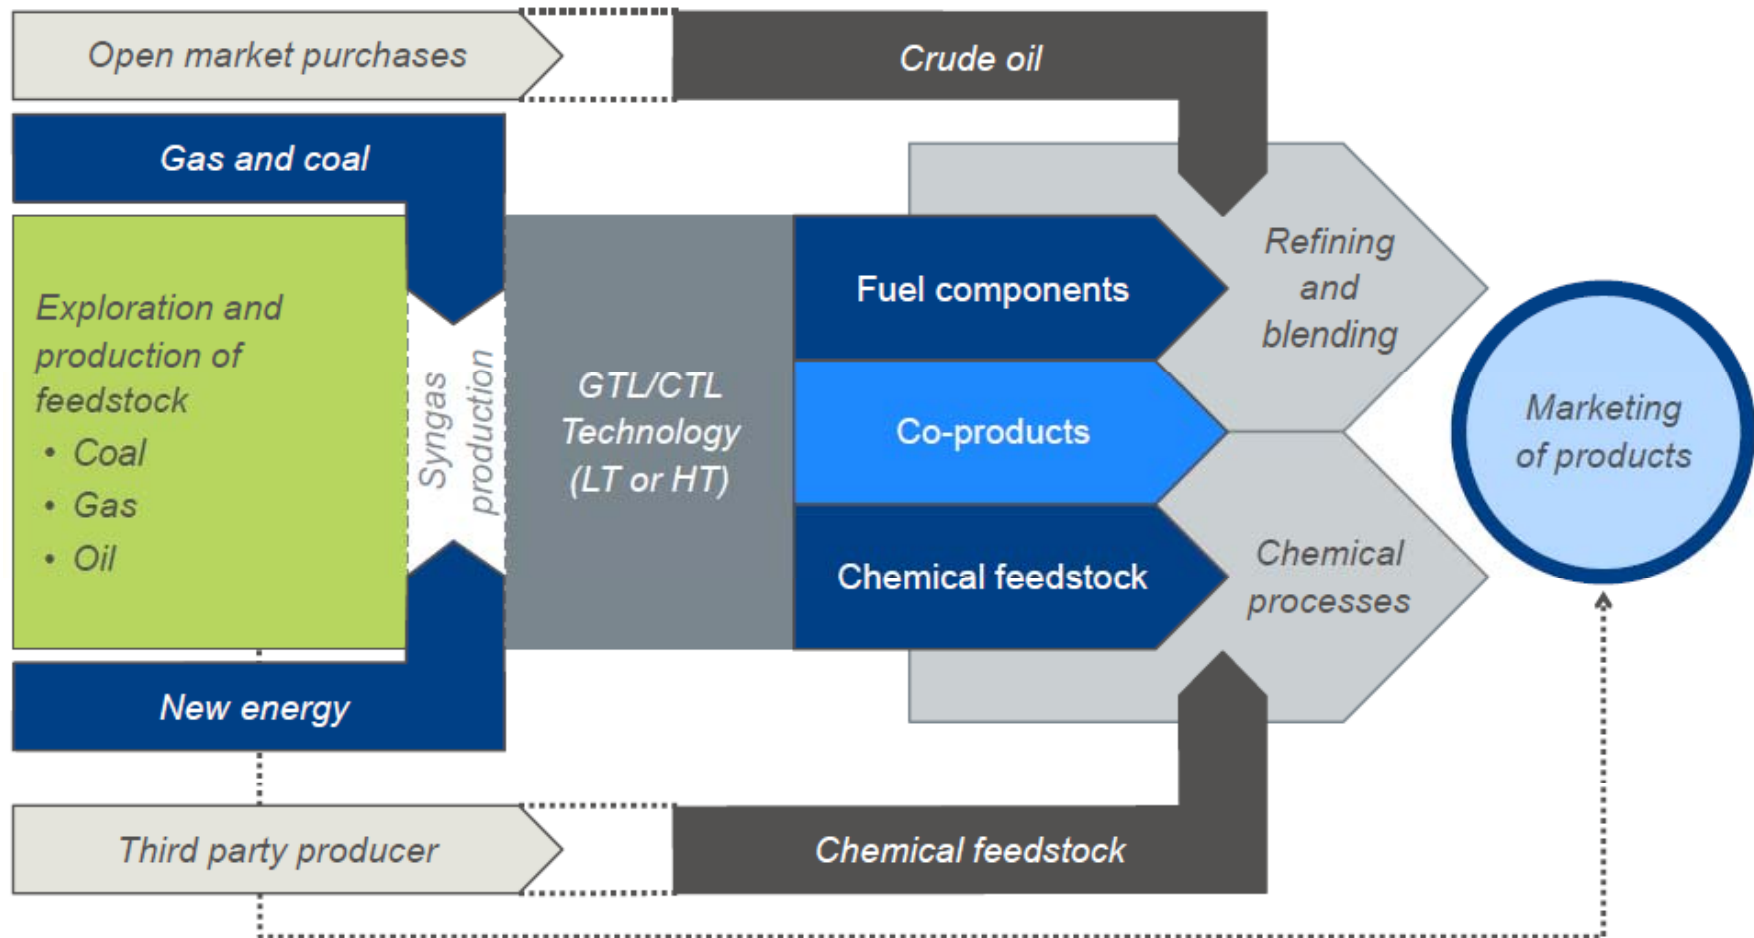 Open market purchases
Crude oil
Gas and coal
Exploration and
production of
feedstock
• Coal
• Gas
• Oil
Syngas
production
GTL/CTL
Technology
(LT or HT)
Fuel components
Co-products
Chemical feedstock
Refining
and
blending
Chemical
processes
Marketing
of products
New energy
Third party producer
Chemical feedstock